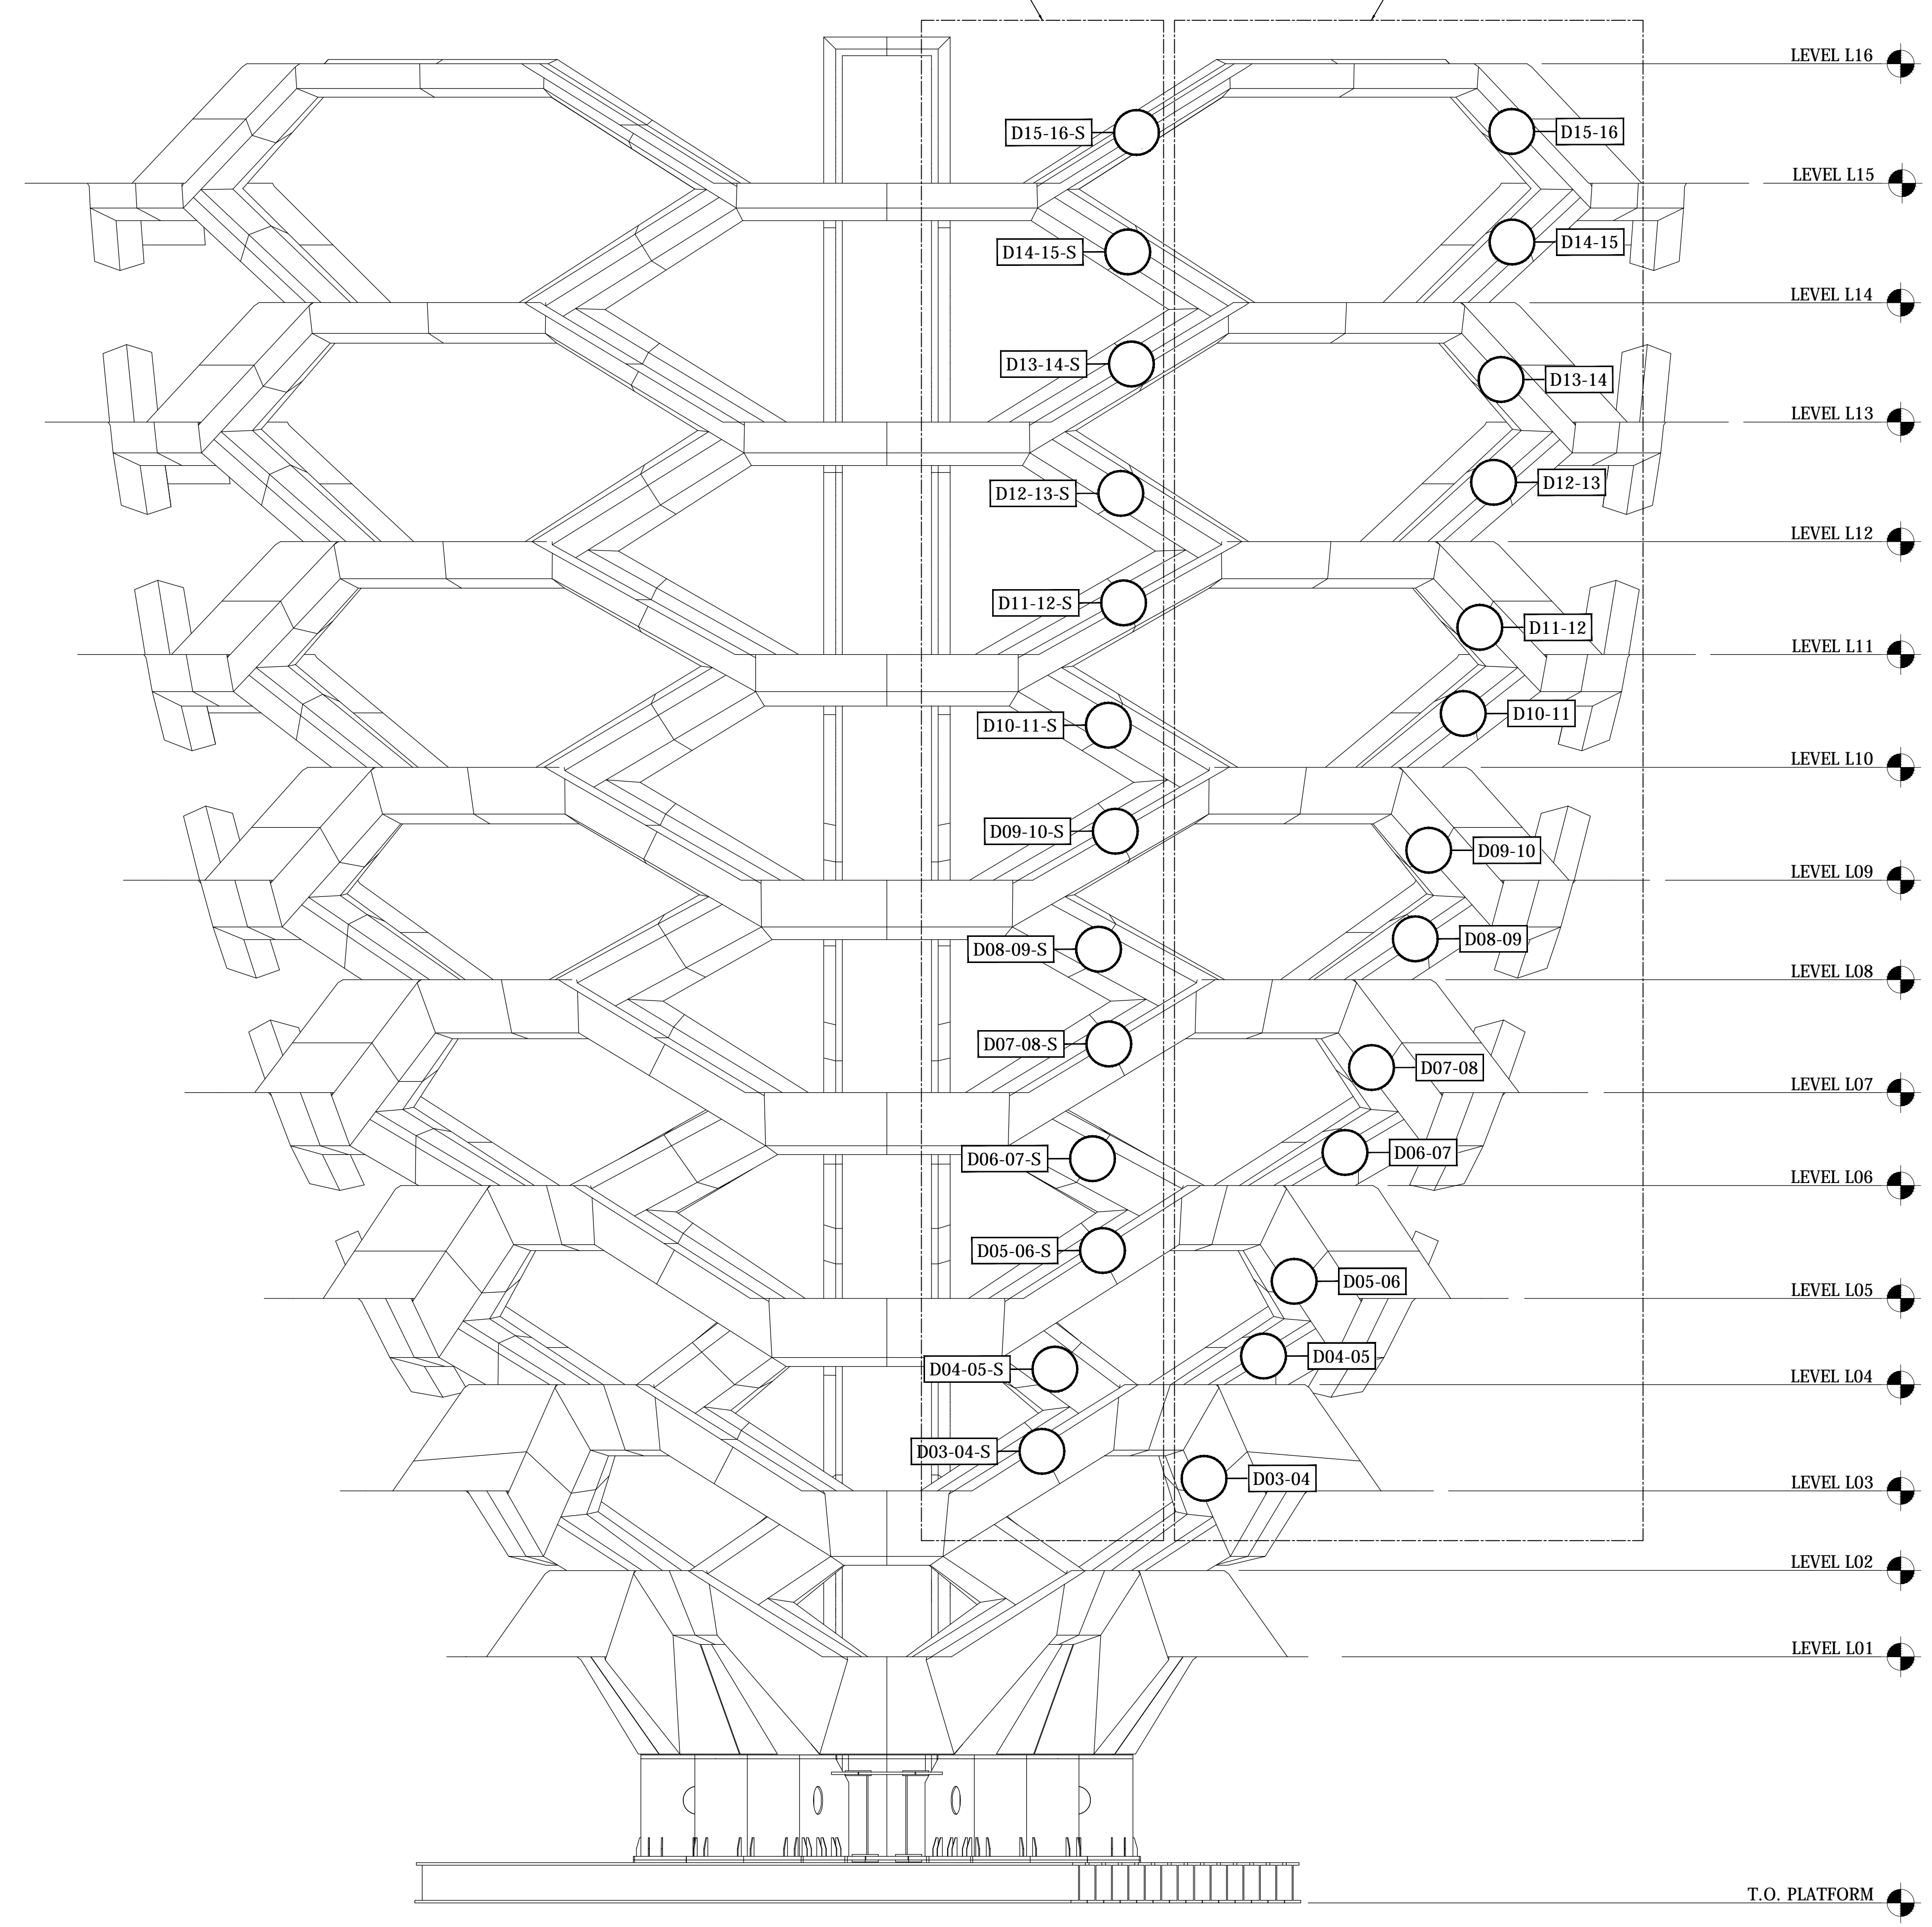 LEVEL L16
D15-16-S
D15-16
LEVEL L15
D14-15-S
D14-15
LEVEL L14
D13-14-S
D13-14
LEVEL L13
D12-13-S
D12-13
LEVEL L12
D11-12-S
D11-12
LEVEL L11
D10-11-S
D10-11
LEVEL L10
D09-10-S
D09-10
LEVEL L09
D08-09-S
D08-09
LEVEL L08
D07-08-S
D07-08
LEVEL L07
D06-07-S
D06-07
LEVEL L06
D05-06-S
D05-06
LEVEL L05
D04-05-S
D04-05
LEVEL L04
D03-04-S
D03-04
LEVEL L03
LEVEL L02
LEVEL L01
T.O. PLATFORM